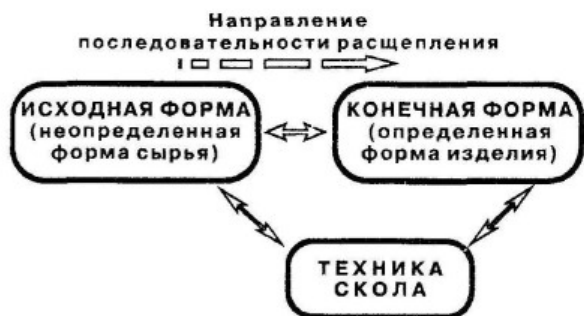 Направление
последовательности расщепления
ИСХОДНАЯ ФОРМА
(неопределенная
форма сырья)
КОНЕЧНАЯ ФОРМА
(определенная
форма изделия)
ТЕХНИКА
СКОЛА